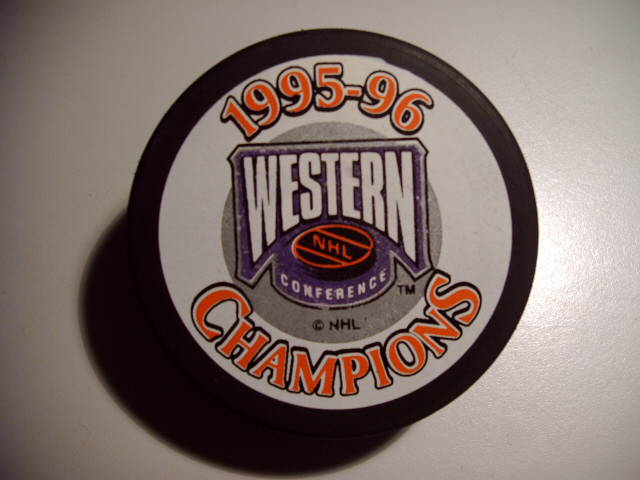 1995-96
WESTERN
NHL
CONFERENCE TM
© NHL
CHAMPIONS